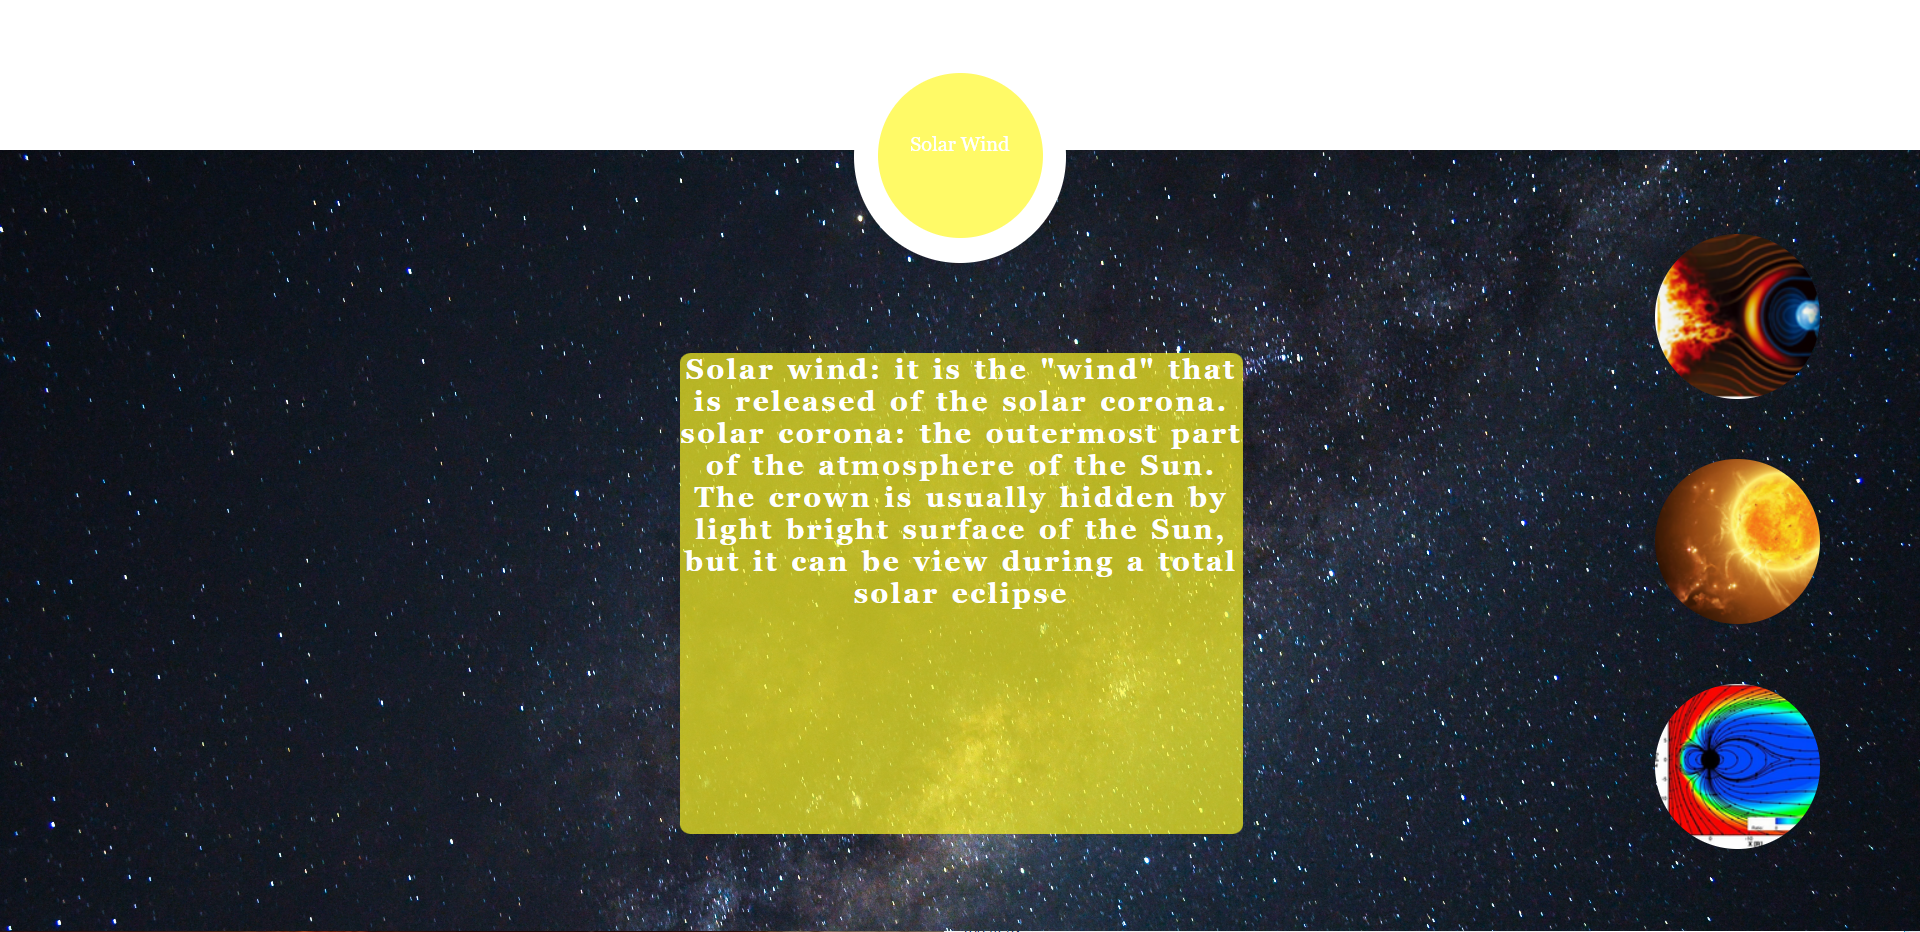 Solar Wind
Solar wind: it is the "wind" that
is released of the solar corona.
solar corona: the outermost part
of the atmosphere of the Sun.
The crown is usually hidden by
light bright surface of the Sun,
but it can be view during a total
solar eclipse